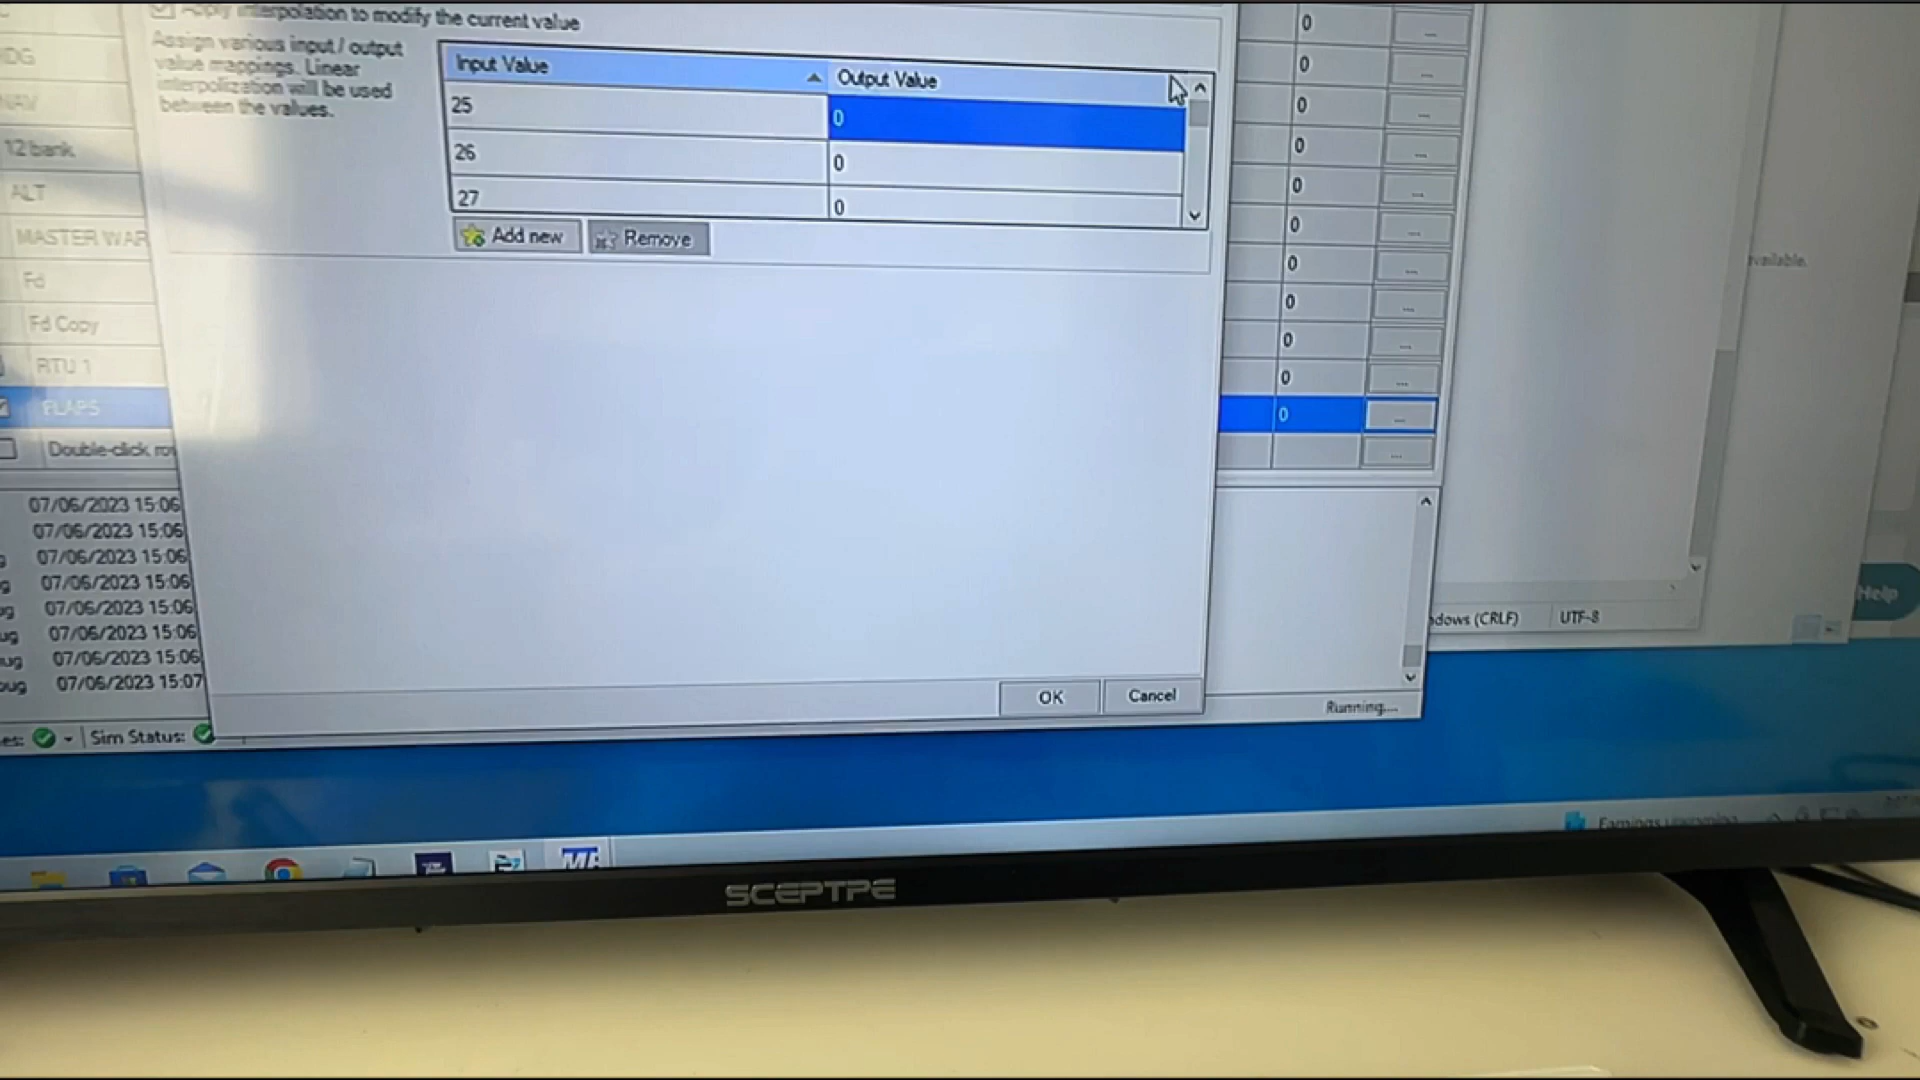 Apply interpolation to modify the current value
Assign various input / output
value mappings. Linear
interpolization will be used
between the values.
Input Value
Output Value
25
0
26
0
27
0
Add new
Remove
HDG
NAV
12 bank
ALT
MASTER WAR
Fd
Fd Copy
RTU 1
FLAPS
Double-click row
0 ...
0 ...
0 ...
0 ...
0 ...
0 ...
0 ...
0 ...
0 ...
0 ...
0 ...
...
07/06/2023 15:06
07/06/2023 15:06
07/06/2023 15:06
07/06/2023 15:06
07/06/2023 15:06
07/06/2023 15:06
07/06/2023 15:06
07/06/2023 15:07
OK
Cancel
Running...
Sim Status:
dows (CRLF)
UTF-8
vailable.
Help
SCEPTRE